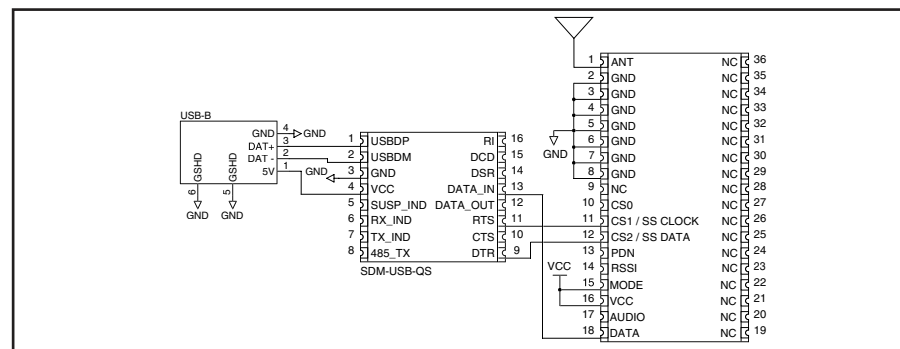 USB-B
GND 4 GND
DAT+ 3
DAT - 2
5V 1
GSHD GSHD
6 5
GND GND
1 USBDP RI 16
2 USBDM DCD 15
GND 3 GND DSR 14
4 VCC DATA_IN 13
5 SUSP_IND DATA_OUT 12
6 RX_IND RTS 11
7 TX_IND CTS 10
8 485_TX DTR 9
SDM-USB-QS
1 ANT NC 36
2 GND NC 35
3 GND NC 34
4 GND NC 33
5 GND NC 32
6 GND NC 31
GND
7 GND NC 30
8 GND NC 29
9 NC NC 28
10 CS0 NC 27
11 CS1 / SS CLOCK NC 26
12 CS2 / SS DATA NC 25
13 PDN NC 24
VCC
14 RSSI NC 23
15 MODE NC 22
16 VCC NC 21
17 AUDIO NC 20
18 DATA NC 19